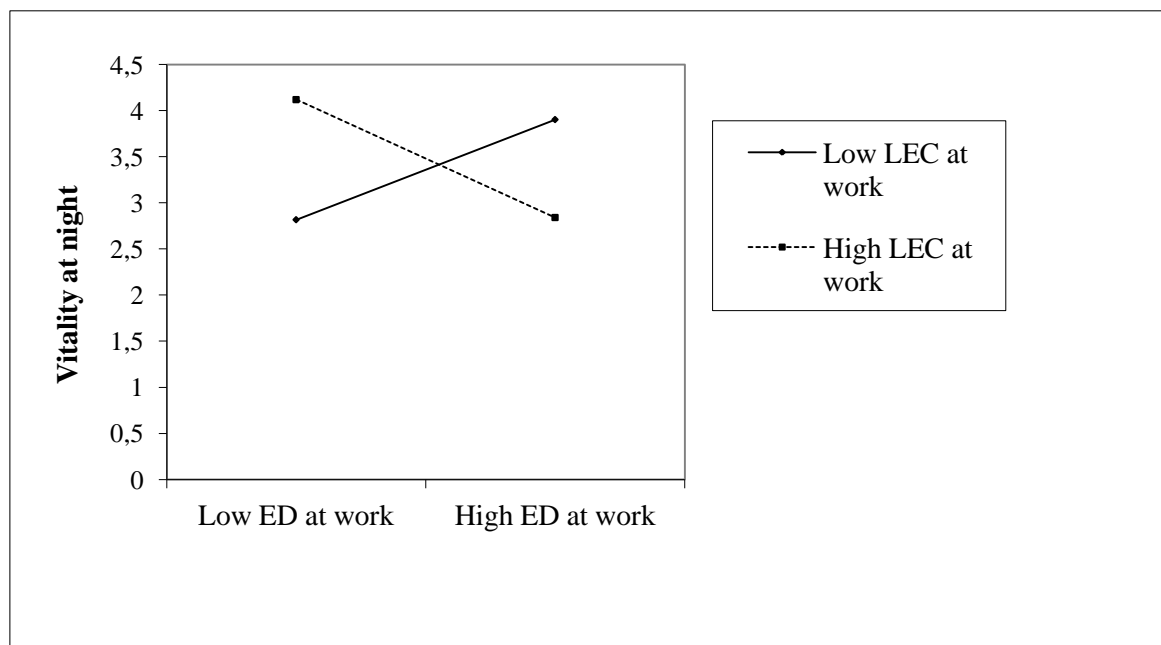 4,5
4
3,5
3
2,5
2
1,5
1
0,5
0
Vitality at night
Low ED at work
High ED at work
Low LEC at
work
High LEC at
work